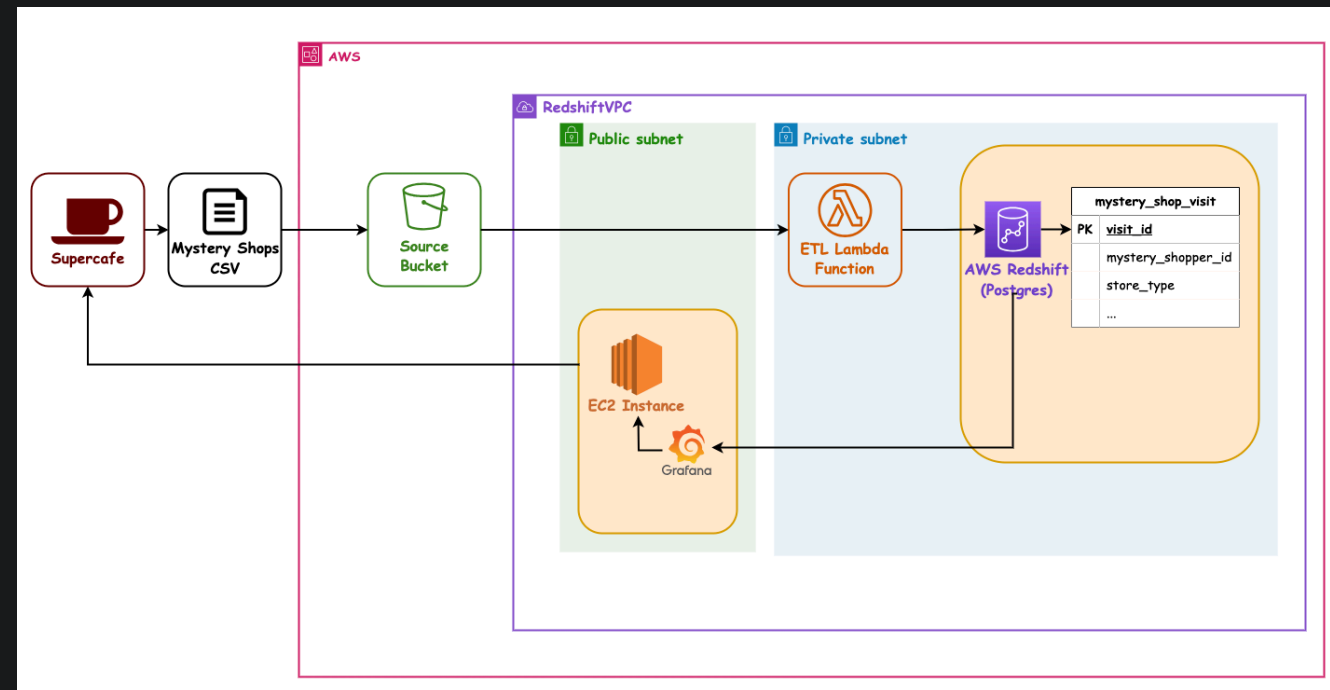 AWS
RedshiftVPC
Public subnet
Private subnet
Supercafe
Mystery Shops
CSV
Source
Bucket
ETL Lambda
Function
AWS Redshift
(Postgres)
mystery_shop_visit
PK visit_id
mystery_shopper_id
store_type
...
EC2 Instance
Grafana